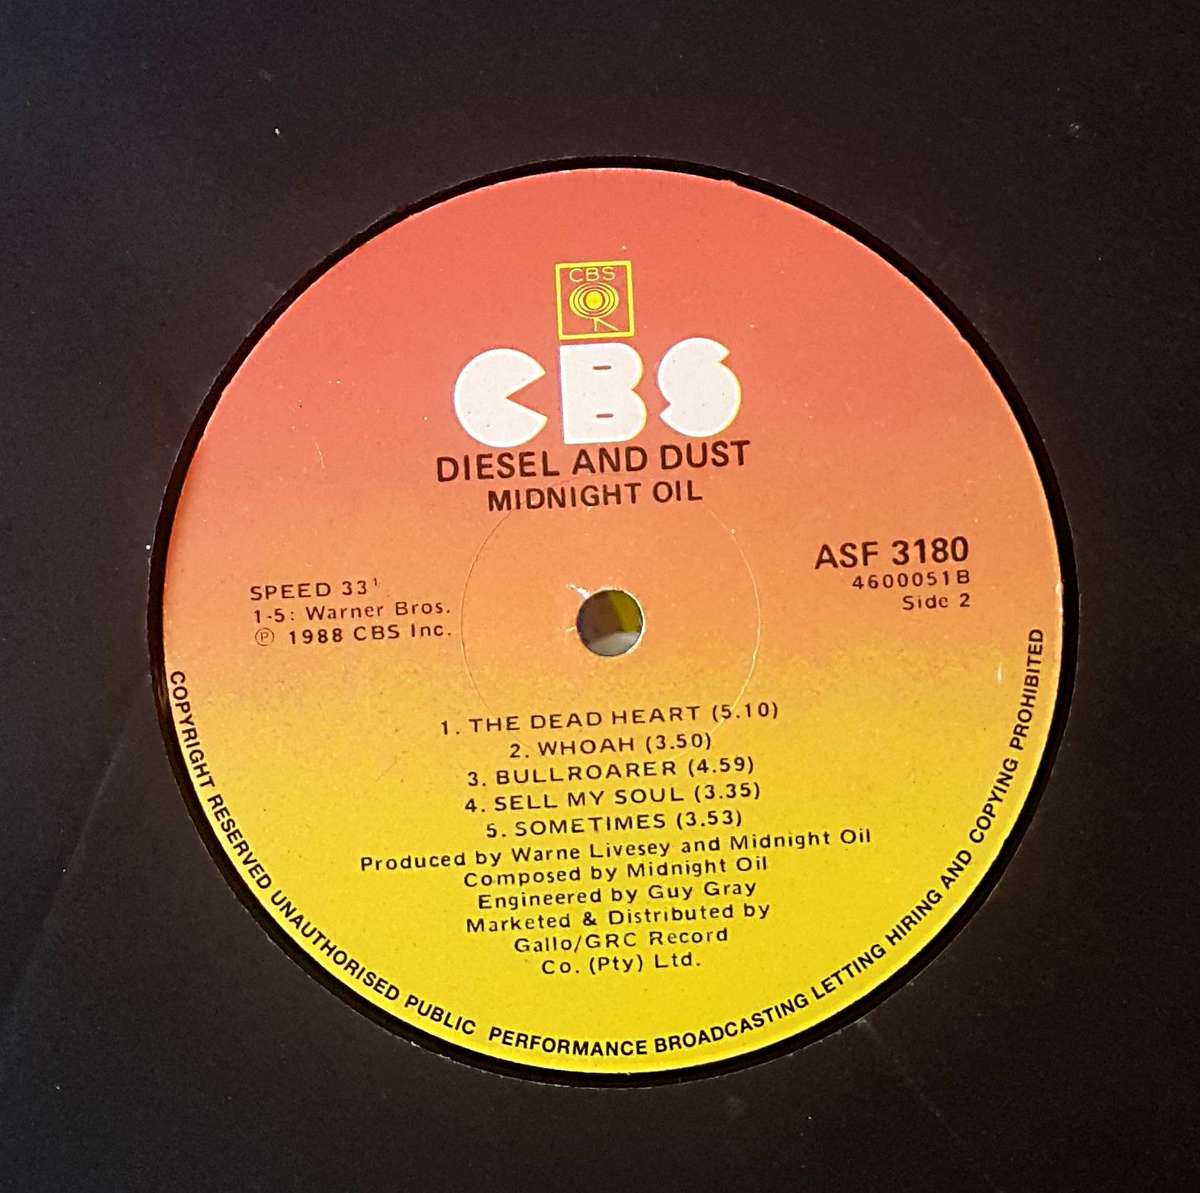 CBS
CBS
DIESEL AND DUST
MIDNIGHT OIL
ASF 3180
4600051B
Side 2
SPEED 33⅓
1-5: Warner Bros.
Ⓟ 1988 CBS Inc.
1. THE DEAD HEART (5.10)
2. WHOAH (3.50)
3. BULLROARER (4.59)
4. SELL MY SOUL (3.35)
5. SOMETIMES (3.53)
Produced by Warne Livesey and Midnight Oil
Composed by Midnight Oil
Engineered by Guy Gray
Marketed & Distributed by
Gallo/GRC Record
Co. (Pty) Ltd.
COPYRIGHT RESERVED UNAUTHORISED PUBLIC PERFORMANCE BROADCASTING LETTING HIRING AND COPYING PROHIBITED